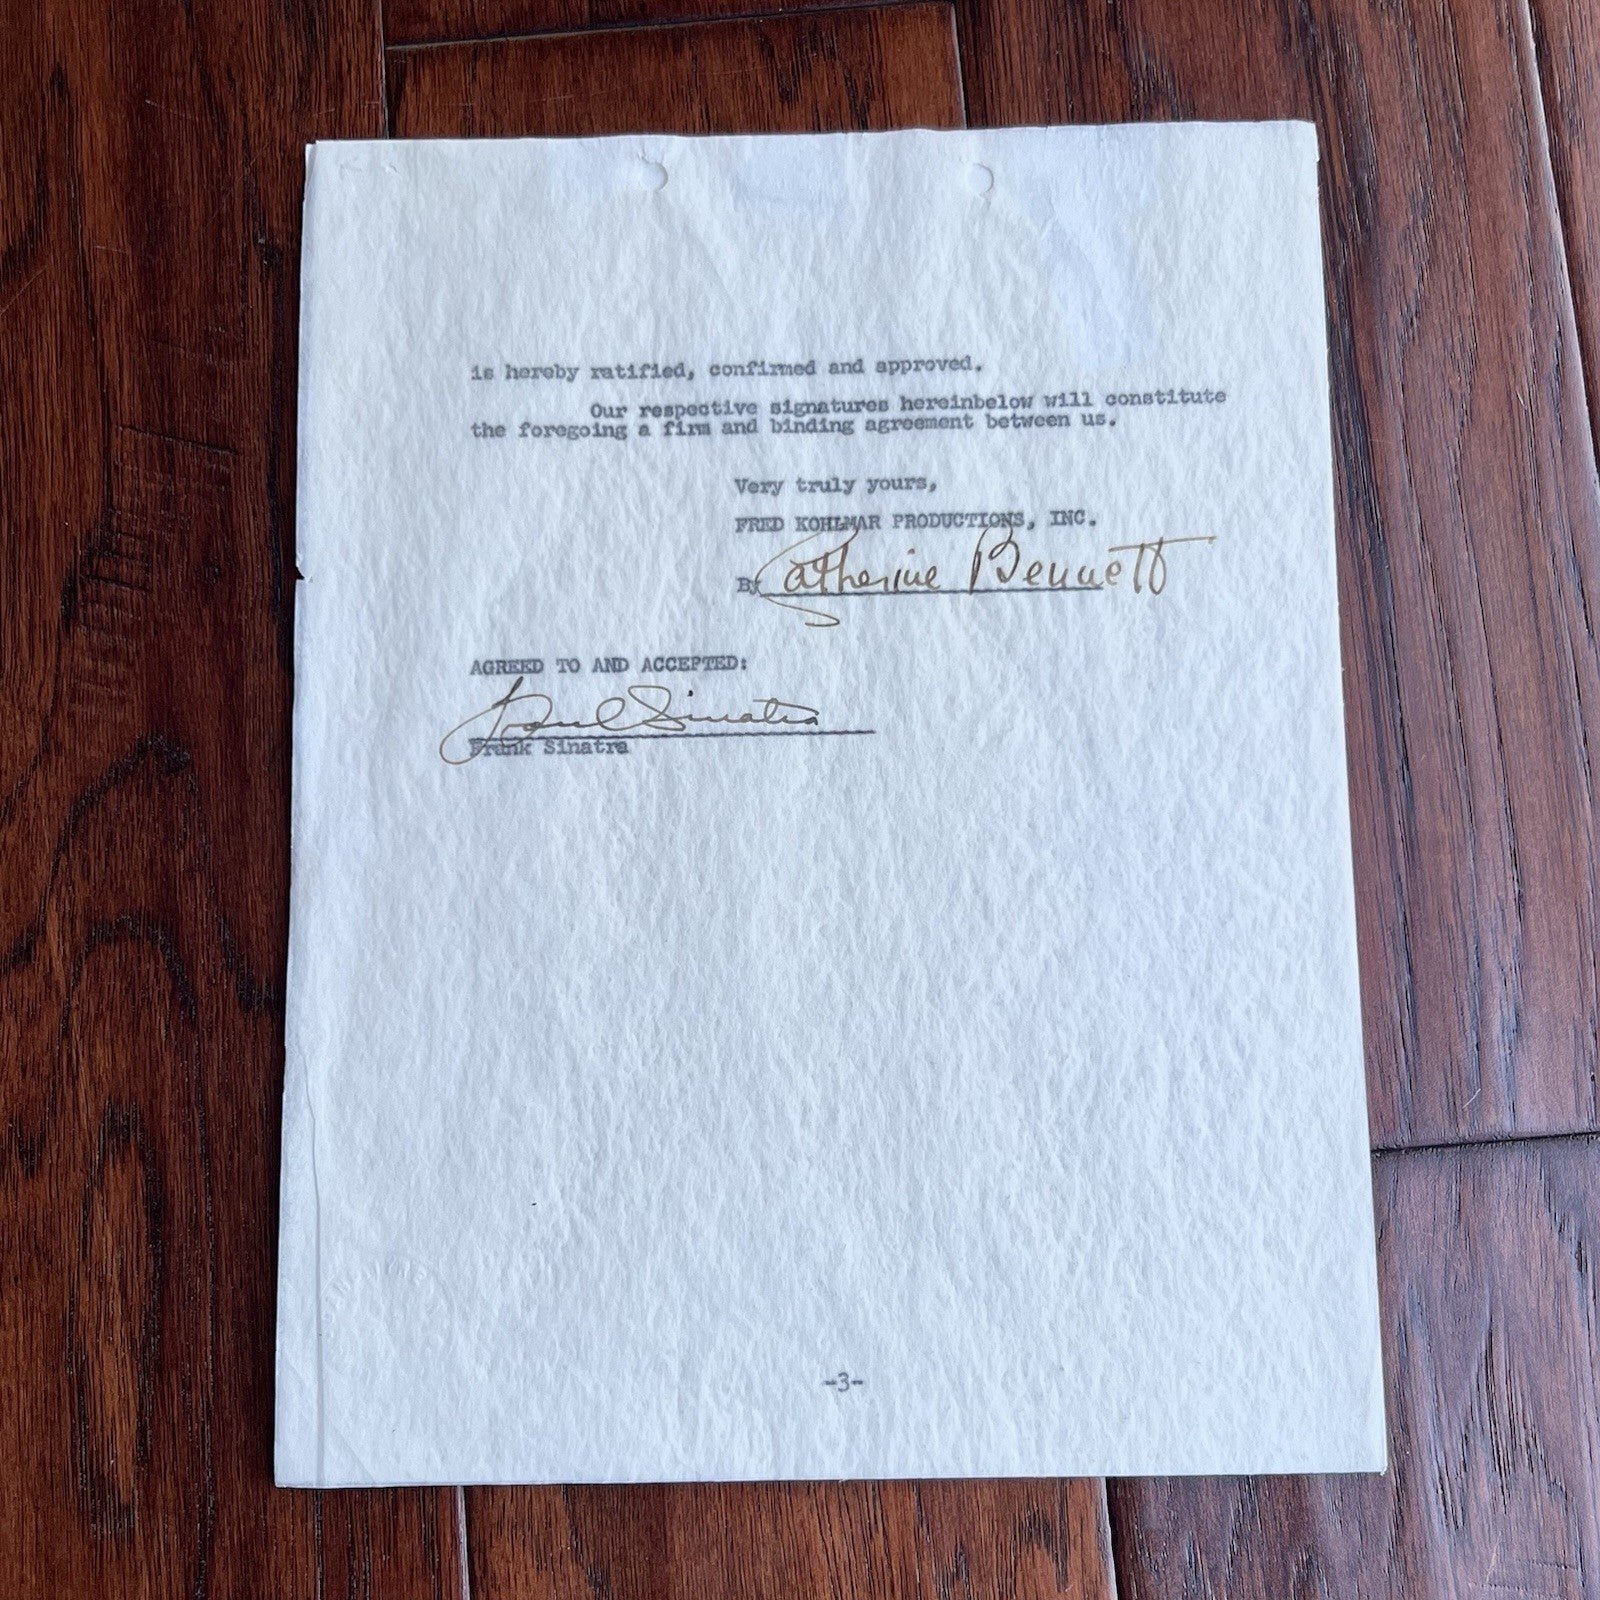 is hereby ratified, confirmed and approved.
Our respective signatures hereinbelow will constitute
the foregoing a firm and binding agreement between us.
Very truly yours,
FRED KOHLMAR PRODUCTIONS, INC.
By Catherine Bennett
AGREED TO AND ACCEPTED:
Frank Sinatra
Frank Sinatra
-3-